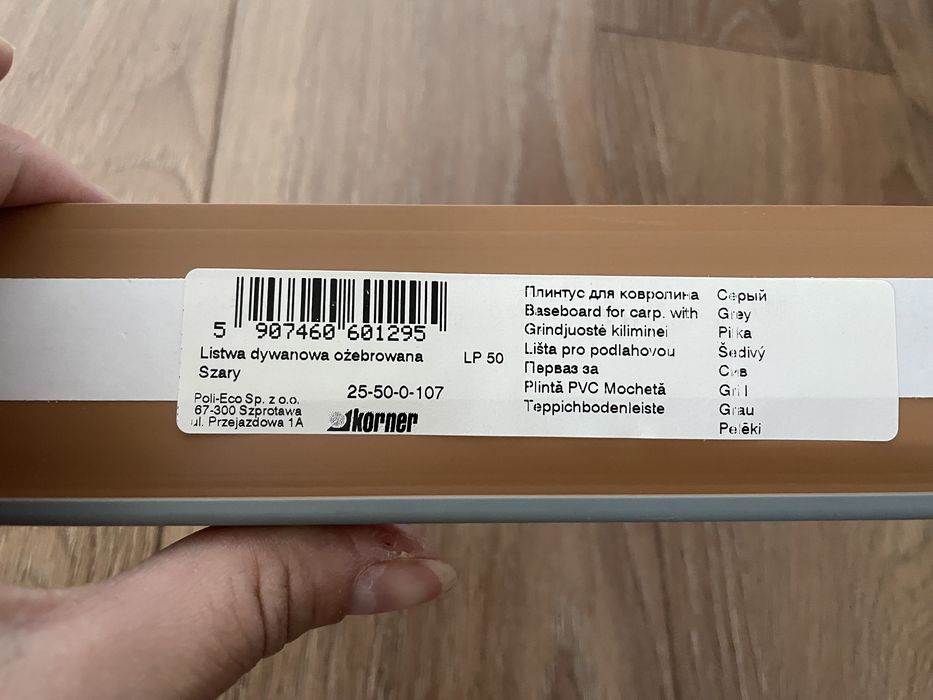 5 907460 601295
Listwa dywanowa ożebrowana
Szary
LP 50
25-50-0-107
Poli-Eco Sp. z o.o.
67-300 Szprotawa
ul. Przejazdowa 1A
korner
Плинтус для ковролина Серый
Baseboard for carp. with Grey
Grindjuostė kiliminei Pilka
Lišta pro podlahovou Šedivý
Перваз за Сив
Plintă PVC Mochetă Gri
Teppichbodenleiste Grau
Pelēki